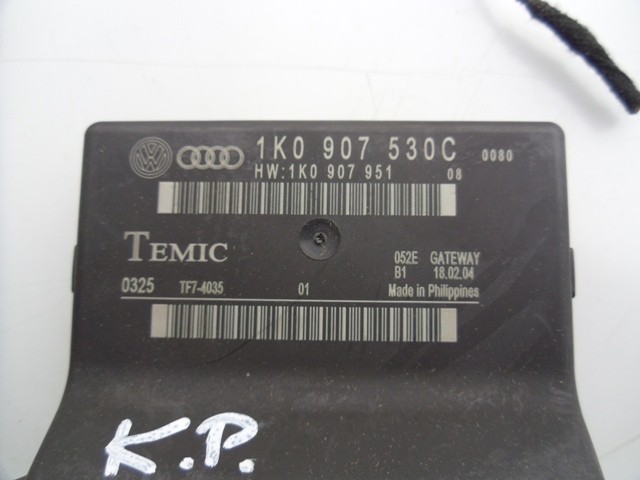 1K0 907 530C 0080
HW:1K0 907 951 08
TEMIC
052E GATEWAY
B1 18.02.04
0325 TF7-4035 01 Made in Philippines
K.P.